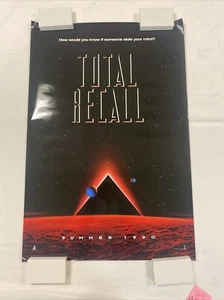 How would you know if someone stole your mind?
TOTAL
RECALL
SUMMER 1990